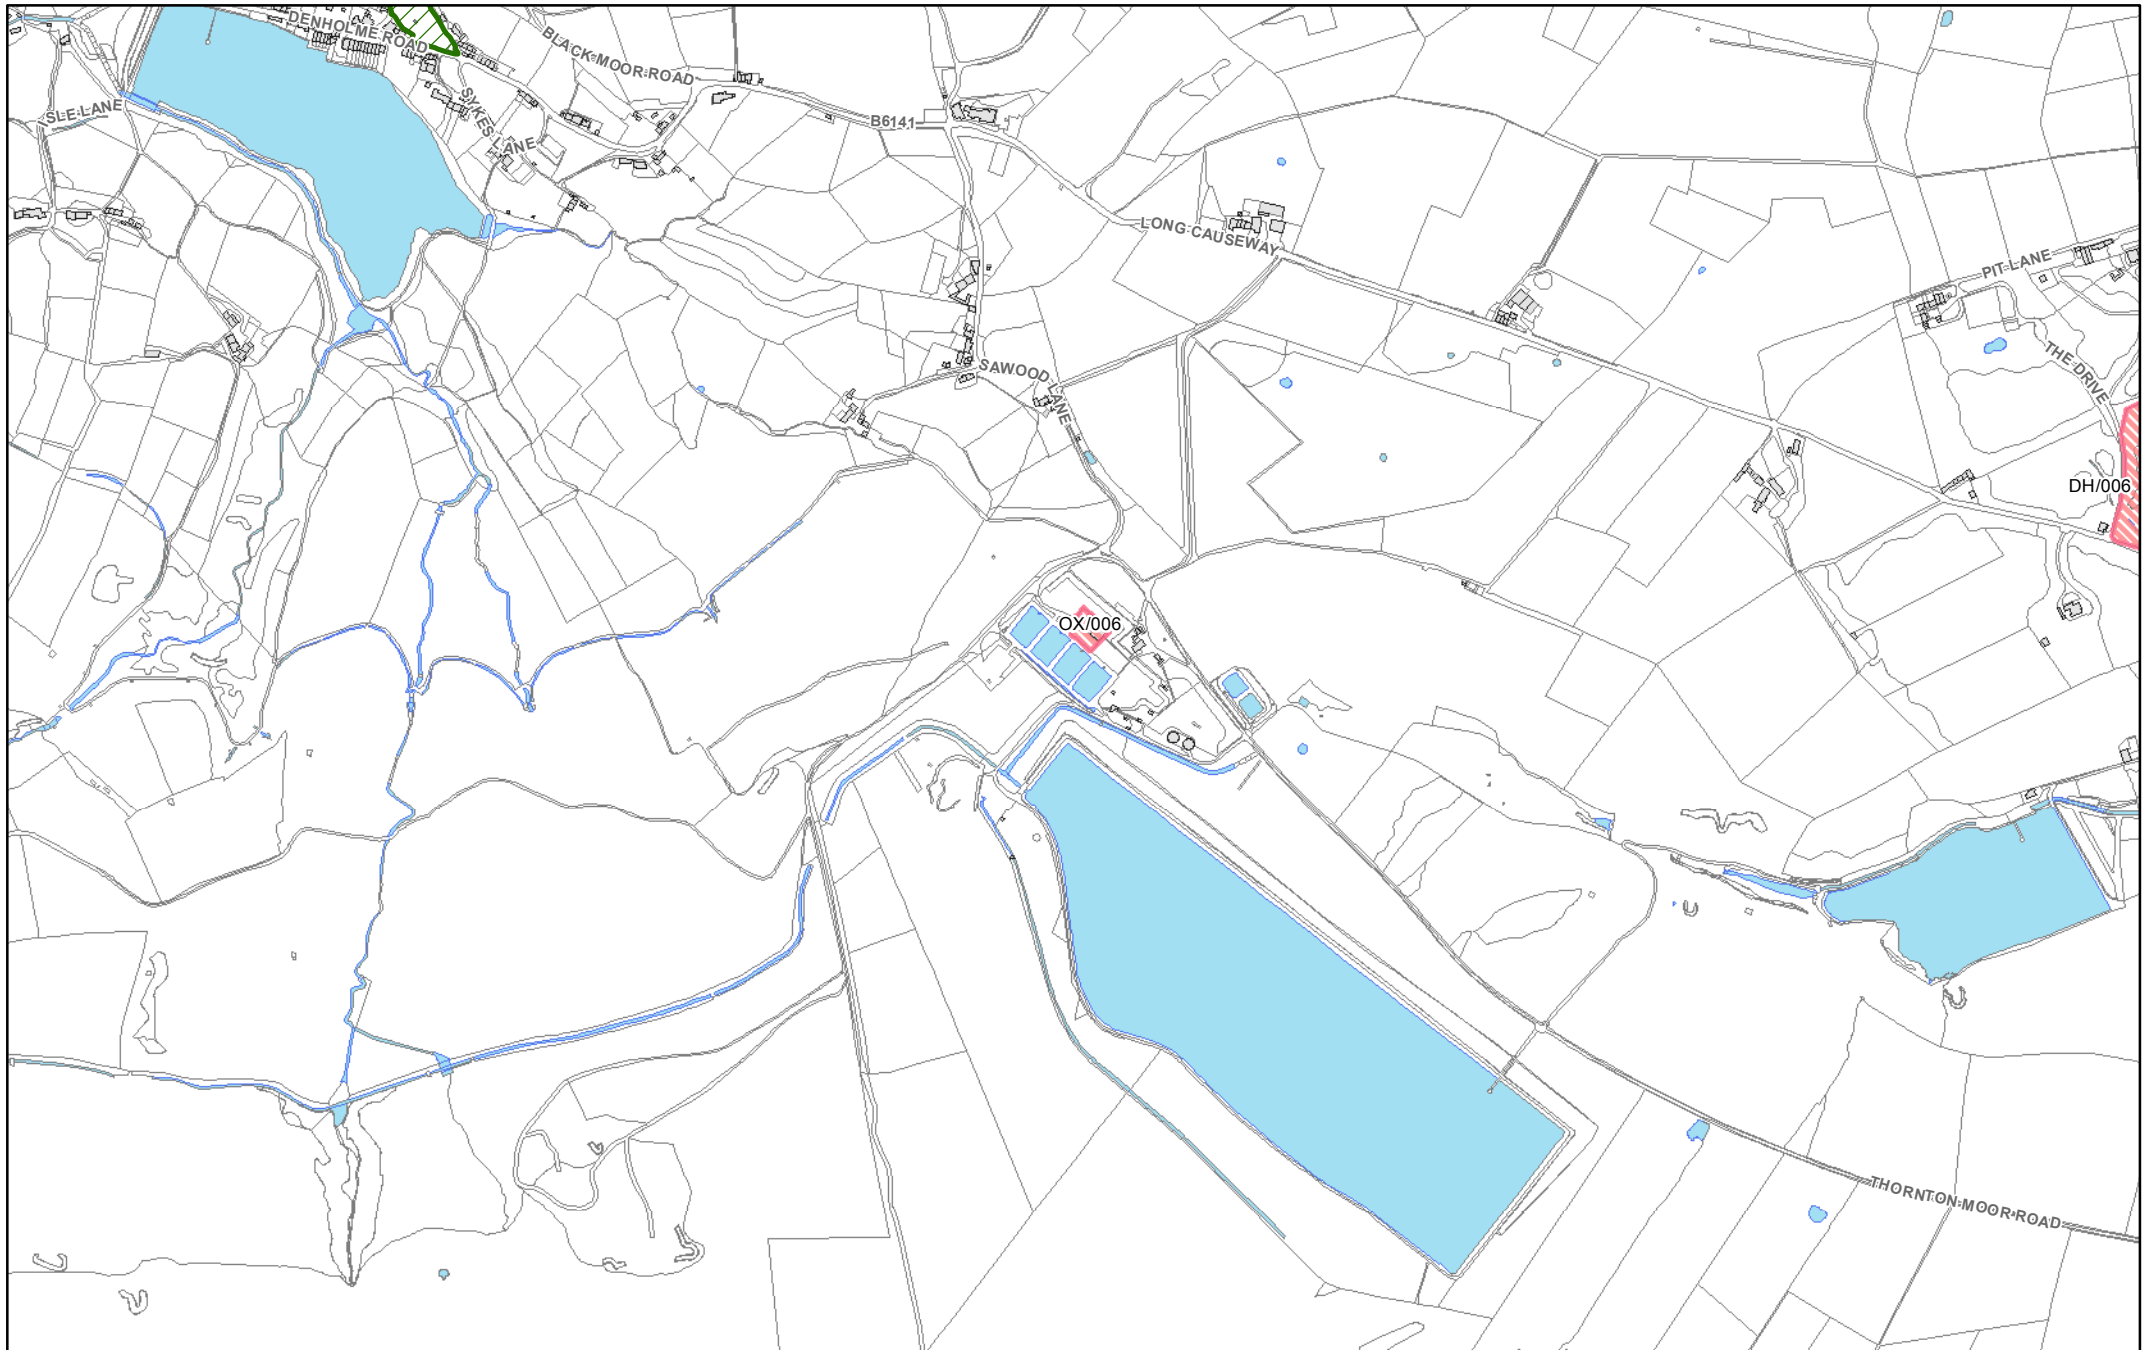 DENHOLME ROAD
BLACK MOOR ROAD
SLE LANE
SYKES LANE
B6141
LONG CAUSEWAY
PIT LANE
THE DRIVE
SAWOOD LANE
DH/006
OX/006
THORNTON MOOR ROAD